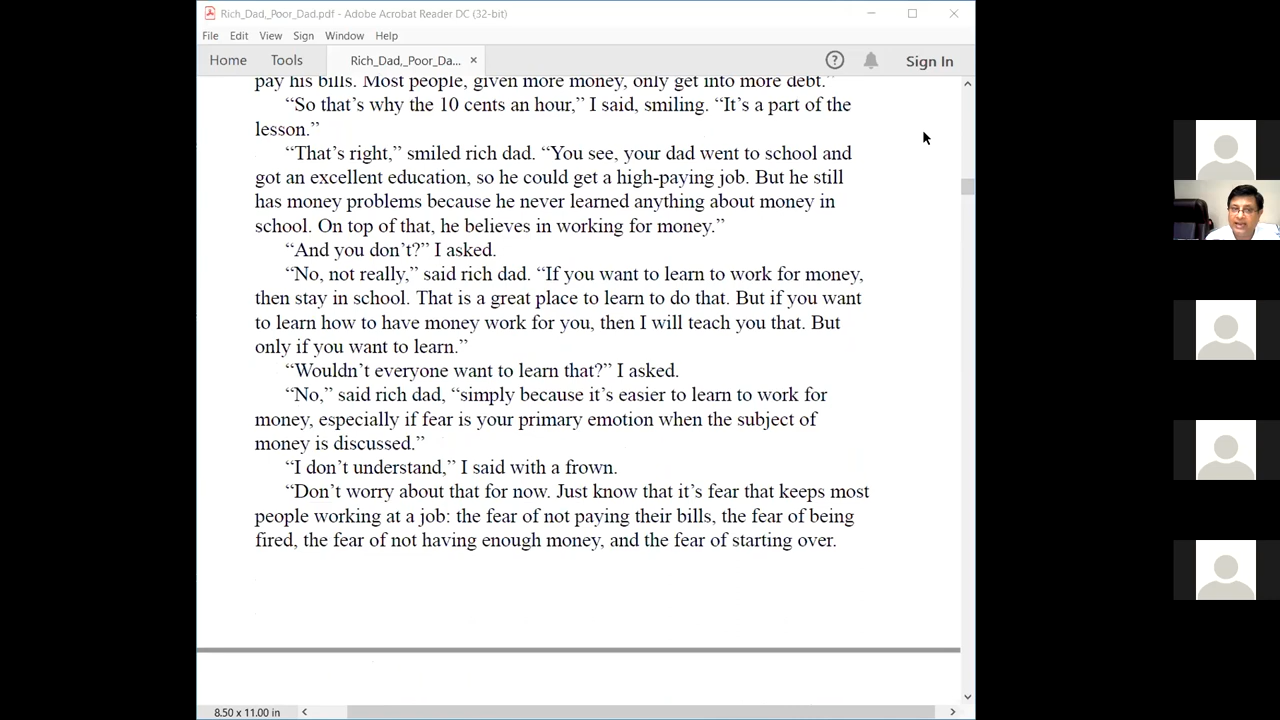 Rich_Dad,_Poor_Dad.pdf - Adobe Acrobat Reader DC (32-bit)
File Edit View Sign Window Help
Home Tools Rich_Dad,_Poor_Da... × ? Sign In
pay his bills. Most people, given more money, only get into more debt.”
“So that’s why the 10 cents an hour,” I said, smiling. “It’s a part of the
lesson.”
“That’s right,” smiled rich dad. “You see, your dad went to school and
got an excellent education, so he could get a high-paying job. But he still
has money problems because he never learned anything about money in
school. On top of that, he believes in working for money.”
“And you don’t?” I asked.
“No, not really,” said rich dad. “If you want to learn to work for money,
then stay in school. That is a great place to learn to do that. But if you want
to learn how to have money work for you, then I will teach you that. But
only if you want to learn.”
“Wouldn’t everyone want to learn that?” I asked.
“No,” said rich dad, “simply because it’s easier to learn to work for
money, especially if fear is your primary emotion when the subject of
money is discussed.”
“I don’t understand,” I said with a frown.
“Don’t worry about that for now. Just know that it’s fear that keeps most
people working at a job: the fear of not paying their bills, the fear of being
fired, the fear of not having enough money, and the fear of starting over.
8.50 x 11.00 in